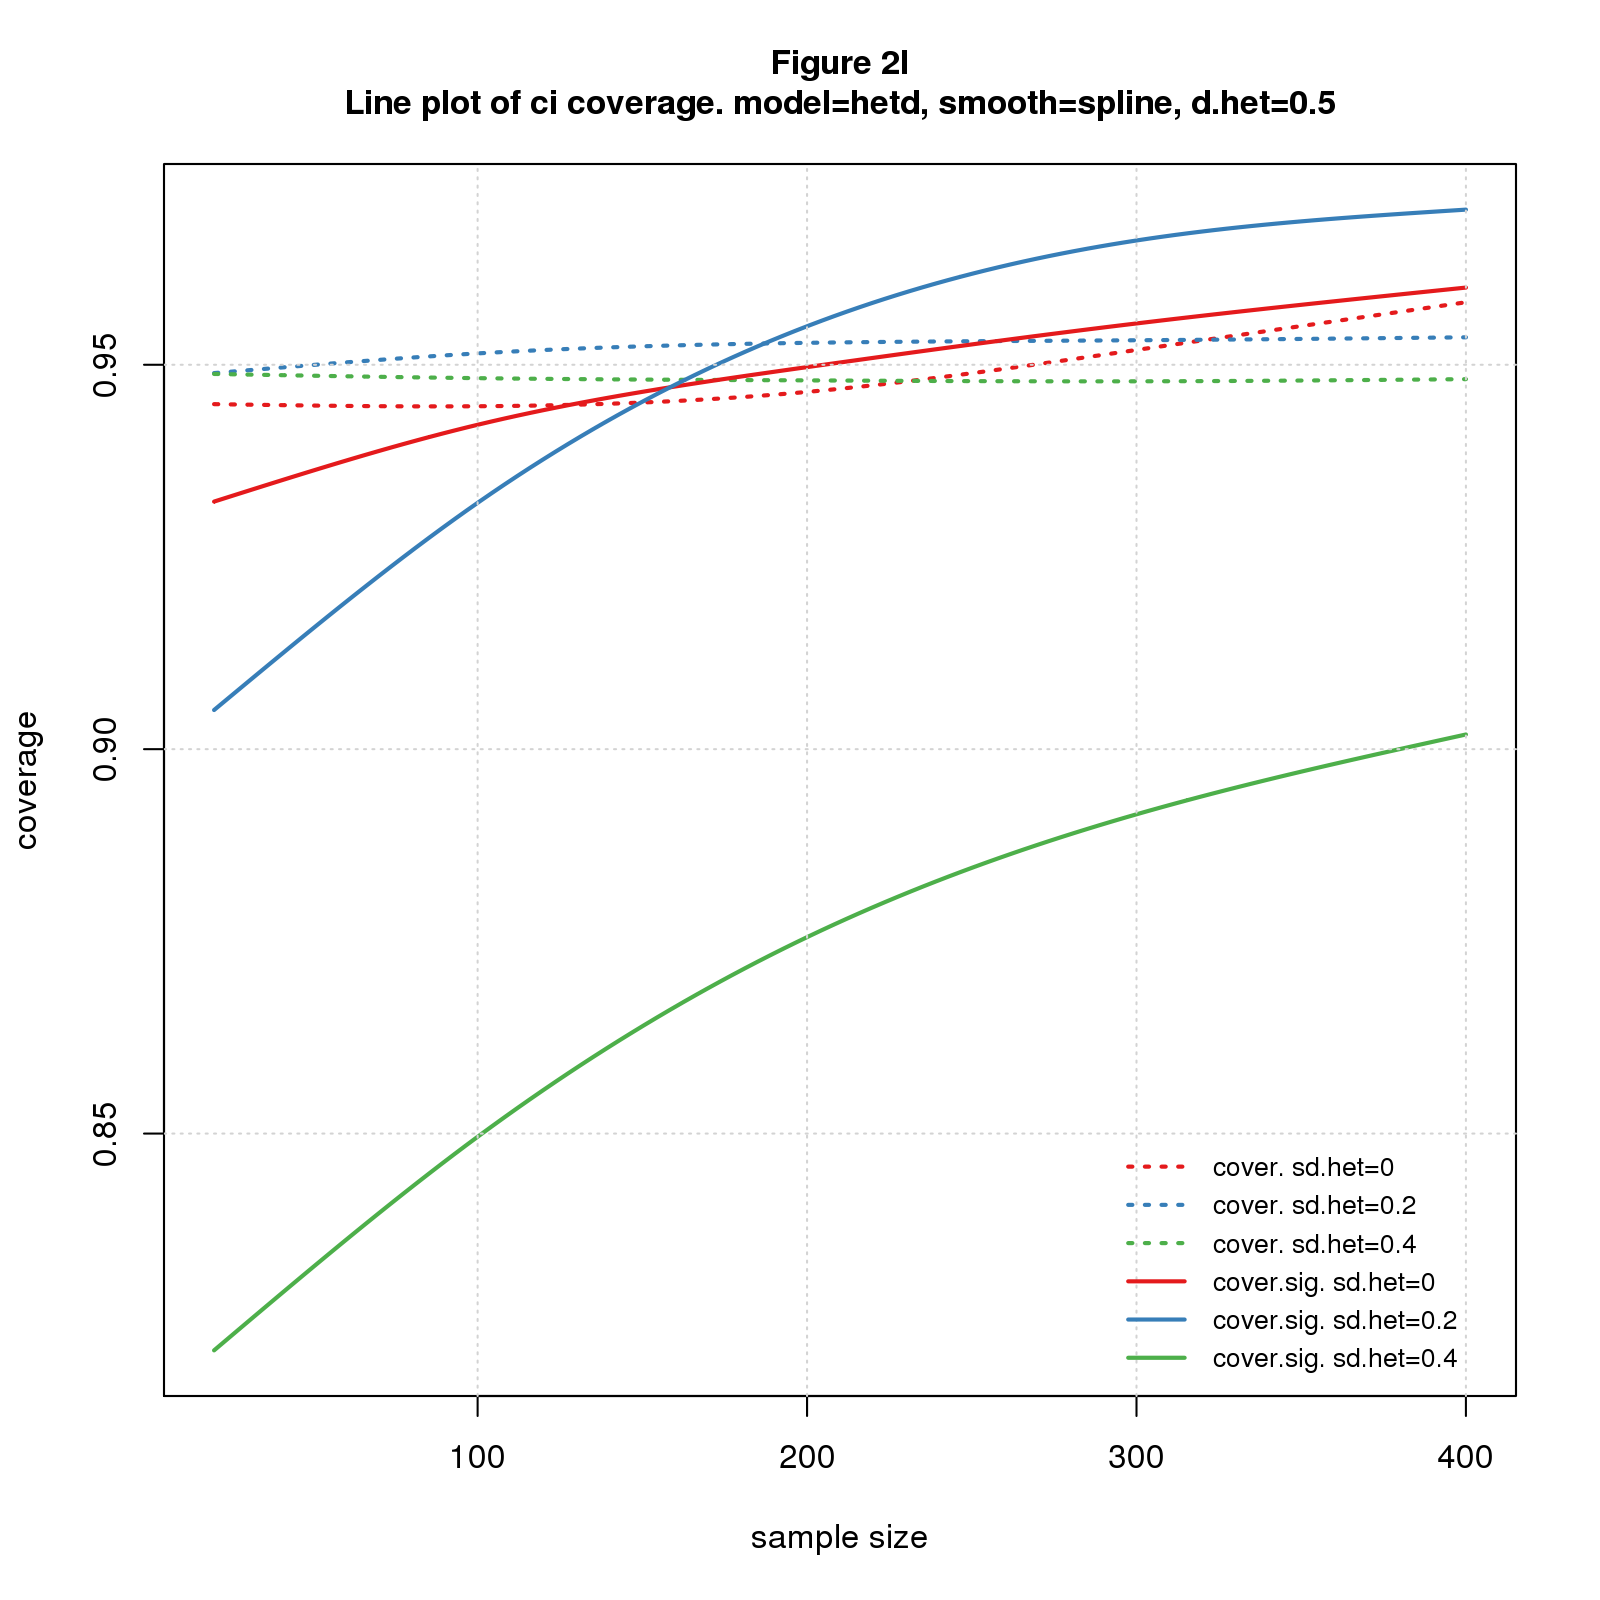 Figure 2l
Line plot of ci coverage. model=hetd, smooth=spline, d.het=0.5
coverage
0.95
0.90
0.85
cover. sd.het=0
cover. sd.het=0.2
cover. sd.het=0.4
cover.sig. sd.het=0
cover.sig. sd.het=0.2
cover.sig. sd.het=0.4
100 200 300 400
sample size